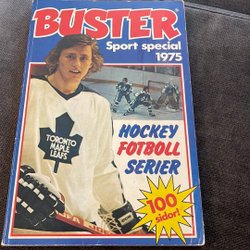 BUSTER
Sport special
1975
TORONTO
MAPLE
LEAFS
HOCKEY
FOTBOLL
SERIER
100
sidor!